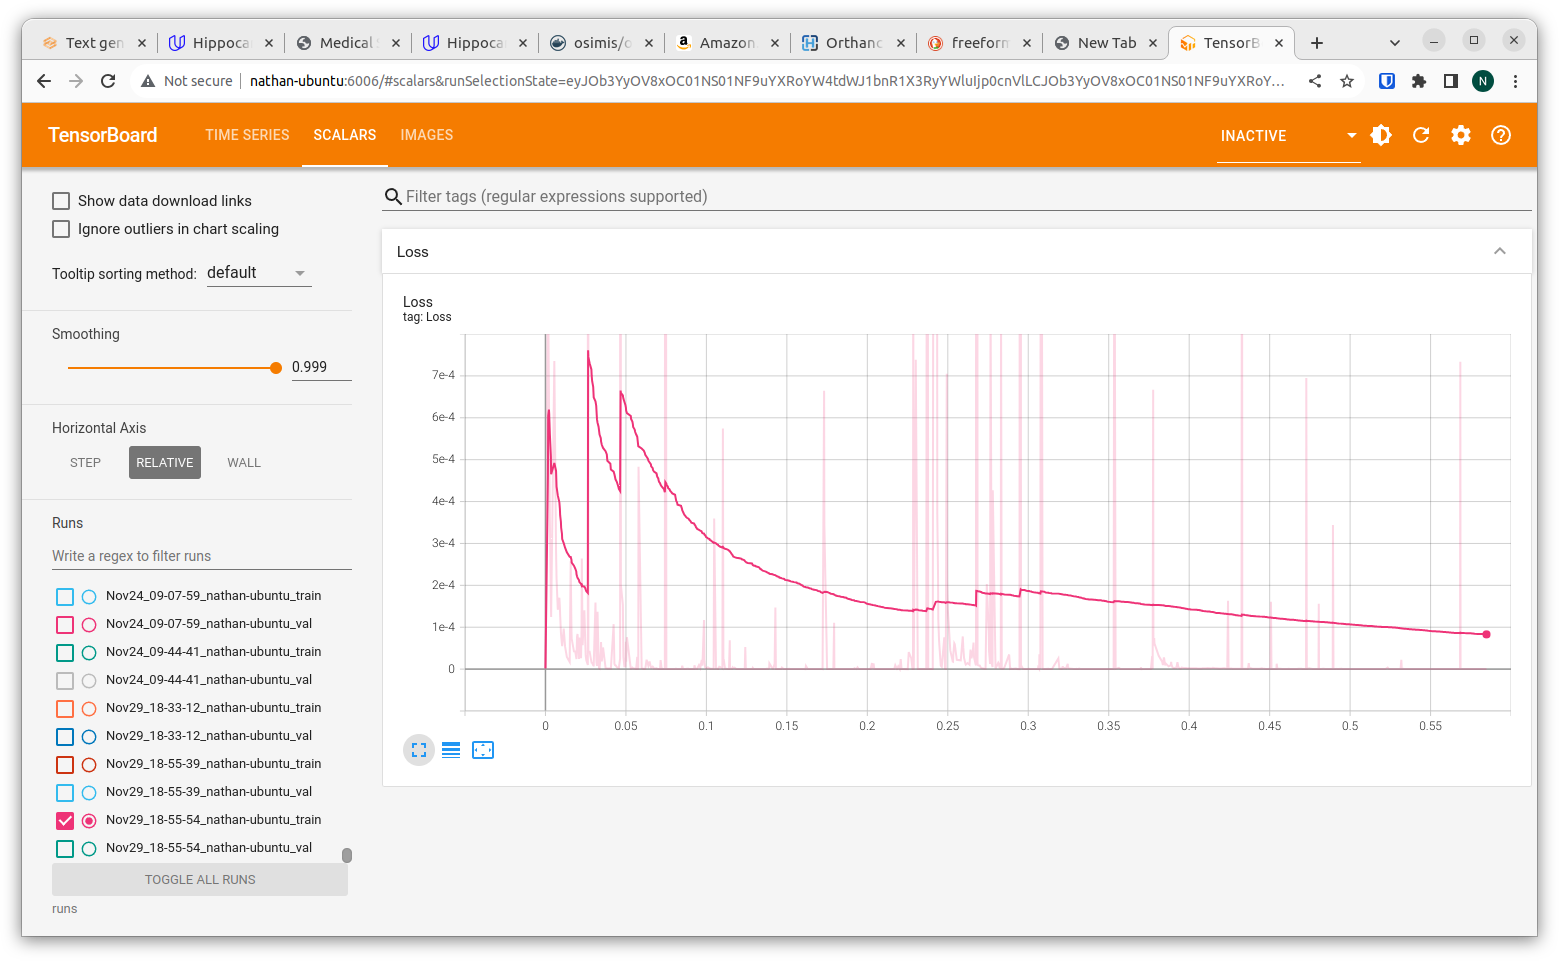 Text gen
Hippoca
Medical
Hippoca
osimis/o
Amazon
Orthanc
freeform
New Tab
TensorB
Not secure
nathan-ubuntu:6006/#scalars&runSelectionState=eyJOb3YyOV8xOC01NS01NF9uYXRoYW4tdWJ1bnR1X3RyYWluIjp0cnVlLCJOb3YyOV8xOC01NS01NF9uYXRoY...
N
TensorBoard
TIME SERIES
SCALARS
IMAGES
INACTIVE
Show data download links
Ignore outliers in chart scaling
Tooltip sorting method: default
Smoothing
0.999
Horizontal Axis
STEP
RELATIVE
WALL
Runs
Write a regex to filter runs
Nov24_09-07-59_nathan-ubuntu_train
Nov24_09-07-59_nathan-ubuntu_val
Nov24_09-44-41_nathan-ubuntu_train
Nov24_09-44-41_nathan-ubuntu_val
Nov29_18-33-12_nathan-ubuntu_train
Nov29_18-33-12_nathan-ubuntu_val
Nov29_18-55-39_nathan-ubuntu_train
Nov29_18-55-39_nathan-ubuntu_val
Nov29_18-55-54_nathan-ubuntu_train
Nov29_18-55-54_nathan-ubuntu_val
TOGGLE ALL RUNS
runs
Filter tags (regular expressions supported)
Loss
Loss
tag: Loss
7e-4
6e-4
5e-4
4e-4
3e-4
2e-4
1e-4
0
0 0.05 0.1 0.15 0.2 0.25 0.3 0.35 0.4 0.45 0.5 0.55